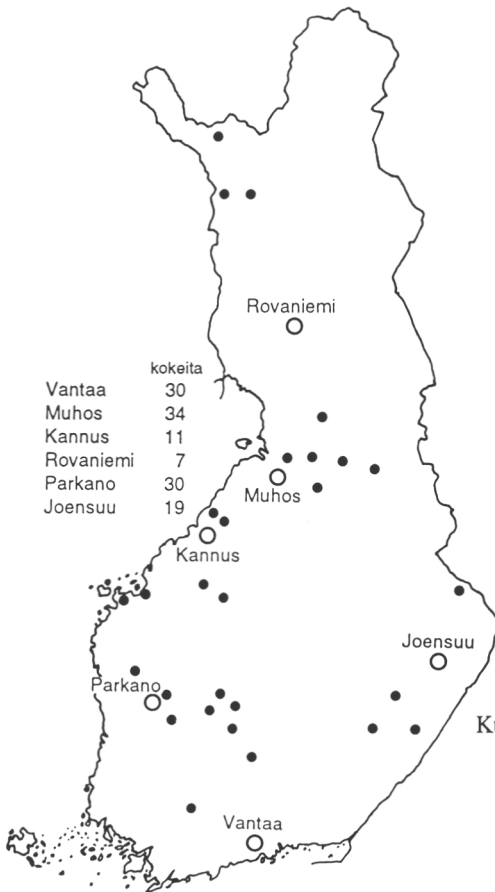 Rovaniemi
kokeita
Vantaa 30
Muhos 34
Kannus 11
Rovaniemi 7
Parkano 30
Joensuu 19
Muhos
Kannus
Joensuu
Parkano
Vantaa